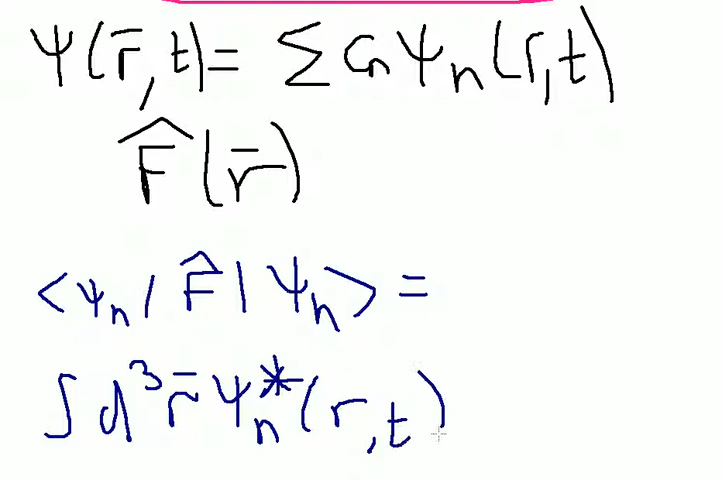 Ψ(r̄,t)= ∑ CnΨn(r,t)
F̂(r̄)
<Ψn| F̂ | Ψn> =
∫ d³r̄ Ψn*(r,t)